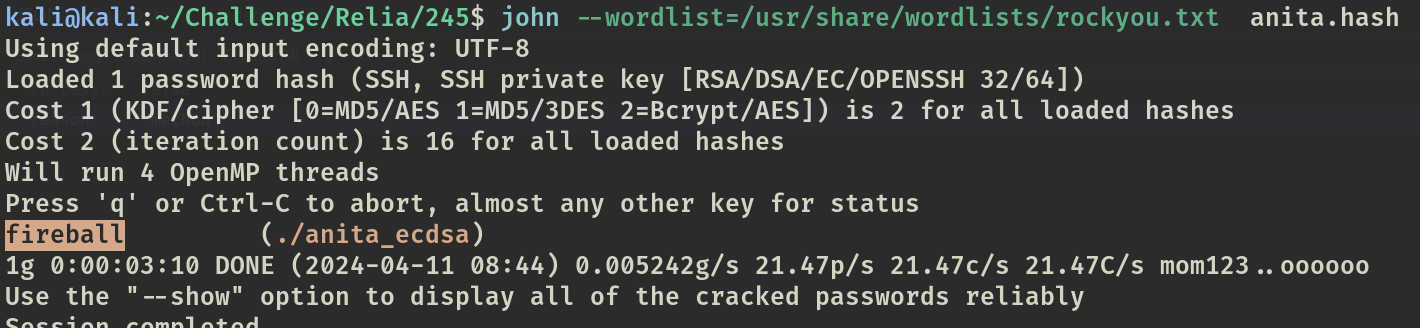 kali@kali:~/Challenge/Relia/245$ john --wordlist=/usr/share/wordlists/rockyou.txt  anita.hash
Using default input encoding: UTF-8
Loaded 1 password hash (SSH, SSH private key [RSA/DSA/EC/OPENSSH 32/64])
Cost 1 (KDF/cipher [0=MD5/AES 1=MD5/3DES 2=Bcrypt/AES]) is 2 for all loaded hashes
Cost 2 (iteration count) is 16 for all loaded hashes
Will run 4 OpenMP threads
Press 'q' or Ctrl-C to abort, almost any other key for status
fireball         (./anita_ecdsa)
1g 0:00:03:10 DONE (2024-04-11 08:44) 0.005242g/s 21.47p/s 21.47c/s 21.47C/s mom123..oooooo
Use the "--show" option to display all of the cracked passwords reliably
Session completed.